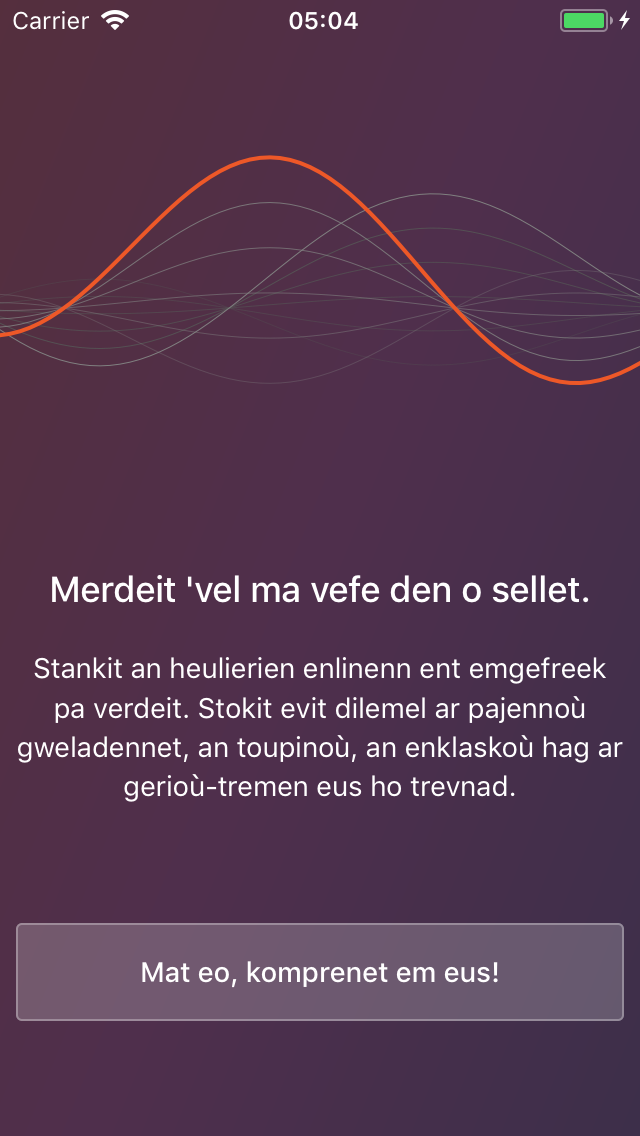 Carrier 05:04
Merdeit 'vel ma vefe den o sellet.
Stankit an heulierien enlinenn ent emgefreek
pa verdeit. Stokit evit dilemel ar pajennoù
gweladennet, an toupinoù, an enklaskoù hag ar
gerioù-tremen eus ho trevnad.
Mat eo, komprenet em eus!